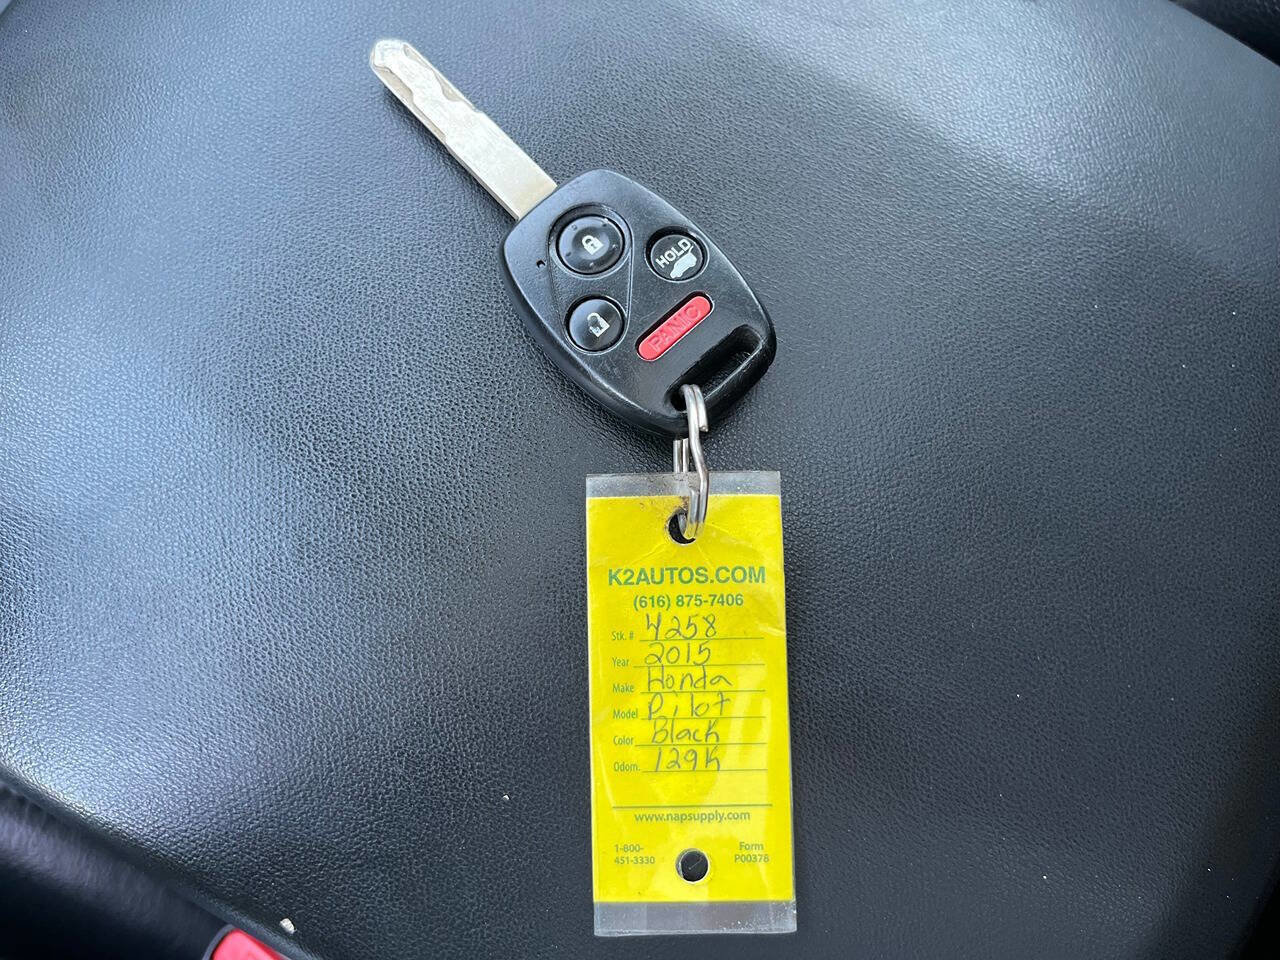 HOLD
PANIC
K2AUTOS.COM
(616) 875-7406
Stk. # 4258
Year 2015
Make Honda
Model Pilot
Color Black
Odom. 129K
www.napsupply.com
1-800-
451-3330
Form
P00378